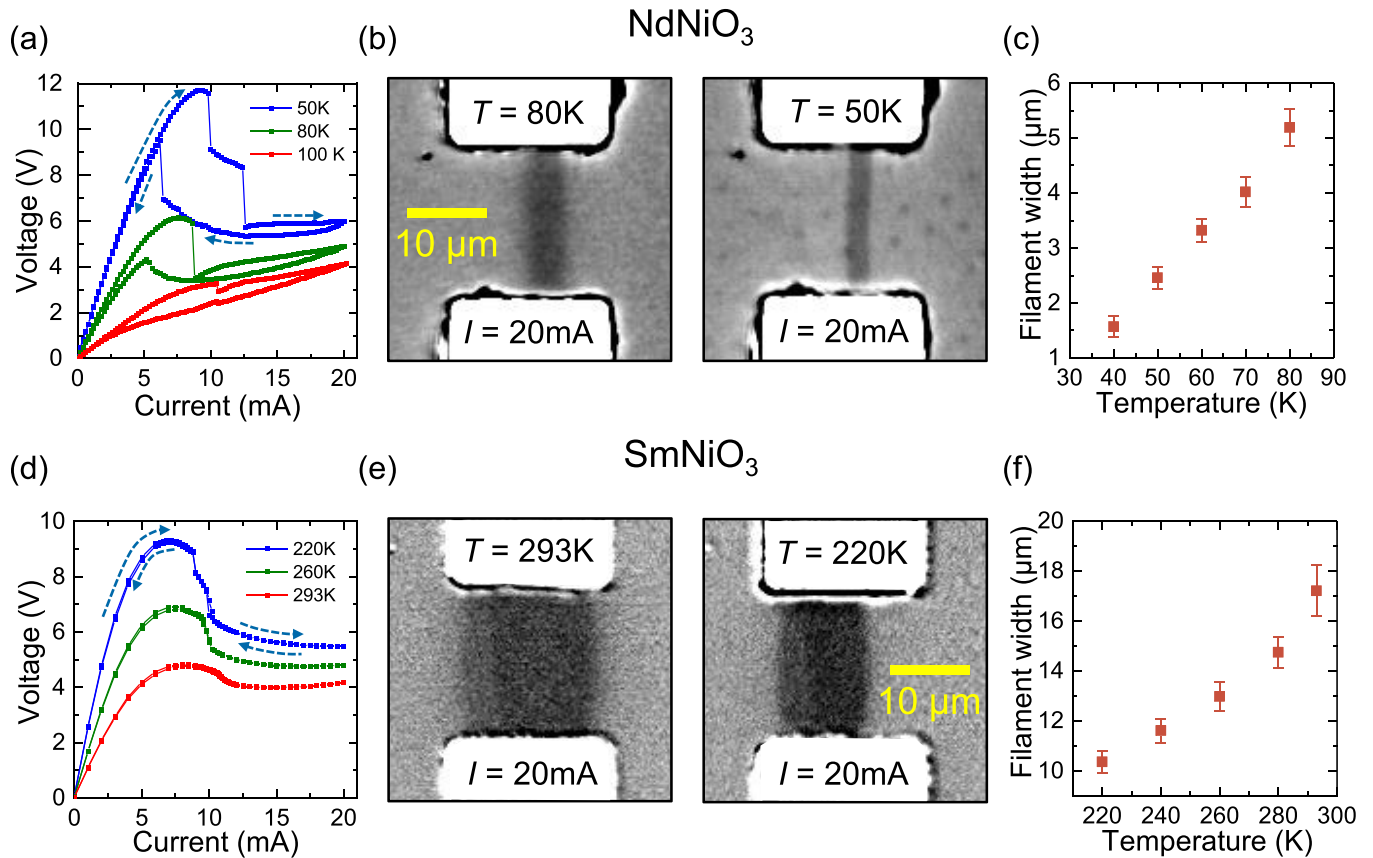 NdNiO₃
(a)
Voltage (V)
12
10
8
6
4
2
0
0
5
10
15
20
Current (mA)
50K
80K
100 K
(b)
T = 80K
10 µm
I = 20mA
T = 50K
I = 20mA
(c)
Filament width (µm)
6
5
4
3
2
1
30
40
50
60
70
80
90
Temperature (K)
SmNiO₃
(d)
Voltage (V)
10
8
6
4
2
0
0
5
10
15
20
Current (mA)
220K
260K
293K
(e)
T = 293K
I = 20mA
T = 220K
10 µm
I = 20mA
(f)
Filament width (µm)
20
18
16
14
12
10
220
240
260
280
300
Temperature (K)